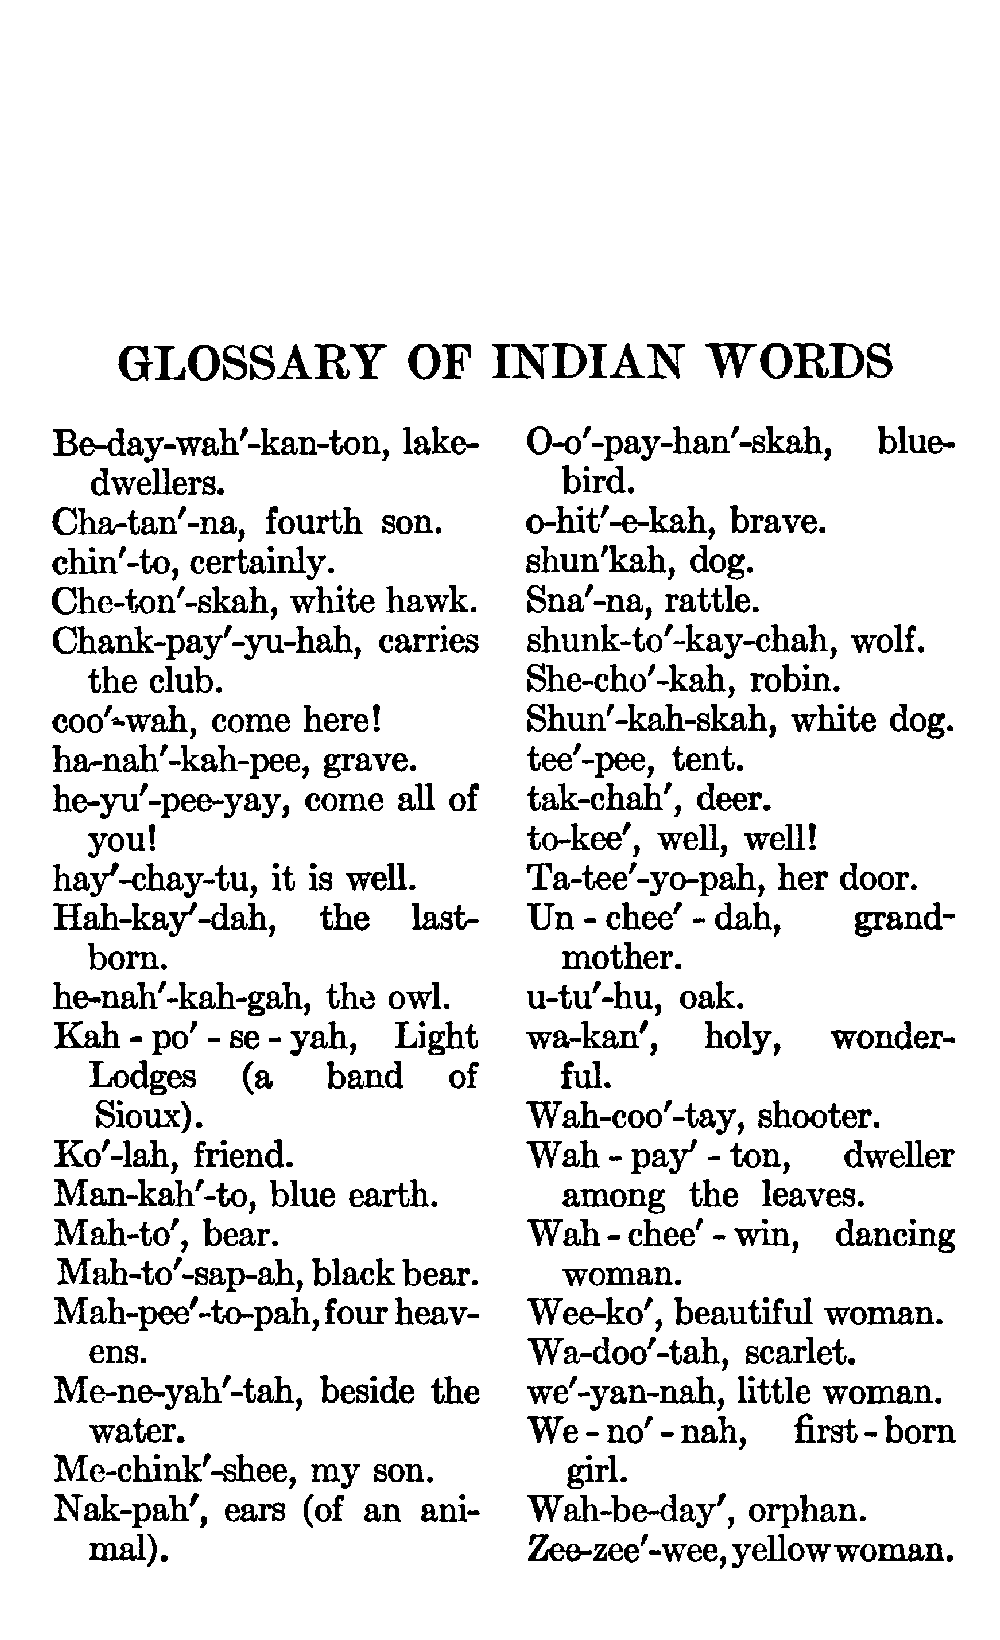 GLOSSARY OF INDIAN WORDS
Be-day-wah′-kan-ton, lake-
dwellers.
Cha-tan′-na, fourth son.
chin′-to, certainly.
Che-ton′-skah, white hawk.
Chank-pay′-yu-hah, carries
the club.
coo′-wah, come here!
ha-nah′-kah-pee, grave.
he-yu′-pee-yay, come all of
you!
hay′-chay-tu, it is well.
Hah-kay′-dah, the last-
born.
he-nah′-kah-gah, the owl.
Kah - po′ - se - yah, Light
Lodges (a band of
Sioux).
Ko′-lah, friend.
Man-kah′-to, blue earth.
Mah-to′, bear.
Mah-to′-sap-ah, black bear.
Mah-pee′-to-pah, four heav-
ens.
Me-ne-yah′-tah, beside the
water.
Me-chink′-shee, my son.
Nak-pah′, ears (of an ani-
mal).
O-o′-pay-han′-skah, blue-
bird.
o-hit′-e-kah, brave.
shun′kah, dog.
Sna′-na, rattle.
shunk-to′-kay-chah, wolf.
She-cho′-kah, robin.
Shun′-kah-skah, white dog.
tee′-pee, tent.
tak-chah′, deer.
to-kee′, well, well!
Ta-tee′-yo-pah, her door.
Un - chee′ - dah, grand-
mother.
u-tu′-hu, oak.
wa-kan′, holy, wonder-
ful.
Wah-coo′-tay, shooter.
Wah - pay′ - ton, dweller
among the leaves.
Wah - chee′ - win, dancing
woman.
Wee-ko′, beautiful woman.
Wa-doo′-tah, scarlet.
we′-yan-nah, little woman.
We - no′ - nah, first - born
girl.
Wah-be-day′, orphan.
Zee-zee′-wee, yellow woman.